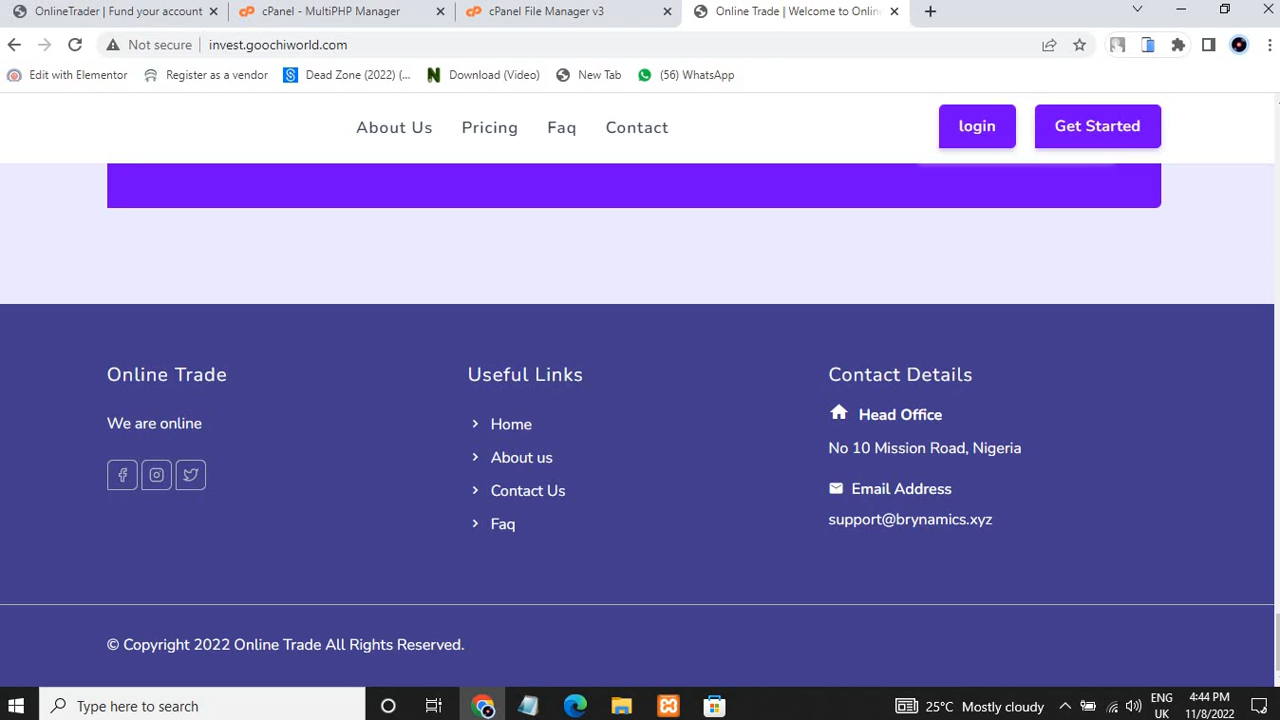 OnlineTrader | Fund your account
cPanel - MultiPHP Manager
cPanel File Manager v3
Online Trade | Welcome to Onlin
Not secure
invest.goochiworld.com
Edit with Elementor
Register as a vendor
Dead Zone (2022) (...
Download (Video)
New Tab
(56) WhatsApp
About Us
Pricing
Faq
Contact
login
Get Started
Online Trade
We are online
Useful Links
Home
About us
Contact Us
Faq
Contact Details
Head Office
No 10 Mission Road, Nigeria
Email Address
support@brynamics.xyz
© Copyright 2022 Online Trade All Rights Reserved.
Type here to search
25°C Mostly cloudy
ENG
UK
4:44 PM
11/8/2022